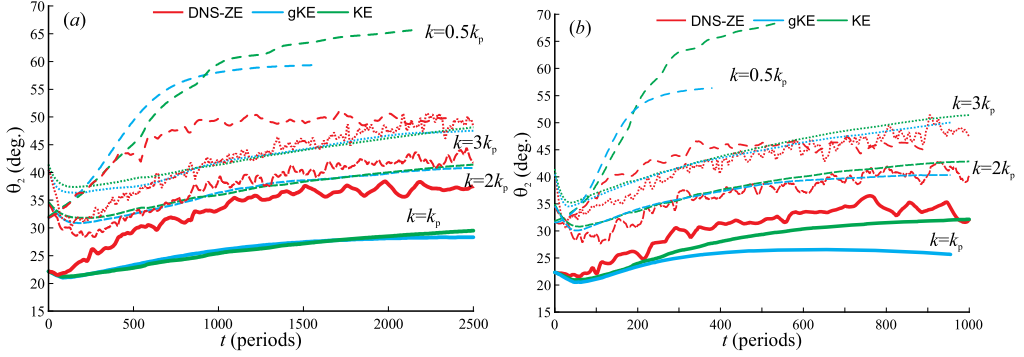 (a)
DNS-ZE gKE KE
θ2 (deg.)
70
65
60
55
50
45
40
35
30
25
20
15
k=0.5kp
k=3kp
k=2kp
k=kp
0 500 1000 1500 2000 2500
t (periods)
(b)
DNS-ZE gKE KE
θ2 (deg.)
70
65
60
55
50
45
40
35
30
25
20
15
k=0.5kp
k=3kp
k=2kp
k=kp
0 200 400 600 800 1000
t (periods)